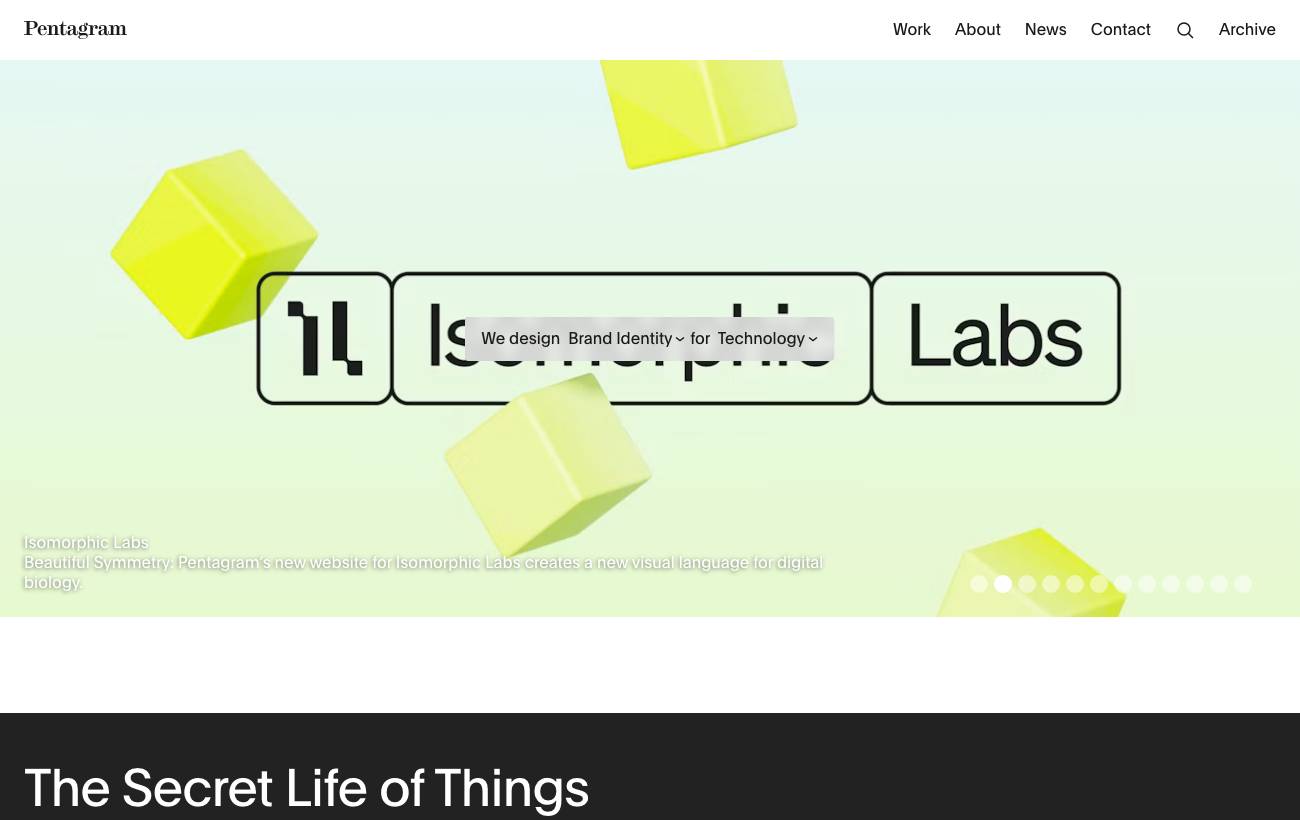 Pentagram
Work About News Contact Archive
Isomorphic Labs
We design Brand Identity for Technology
Isomorphic Labs
Beautiful Symmetry: Pentagram's new website for Isomorphic Labs creates a new visual language for digital
biology.
The Secret Life of Things